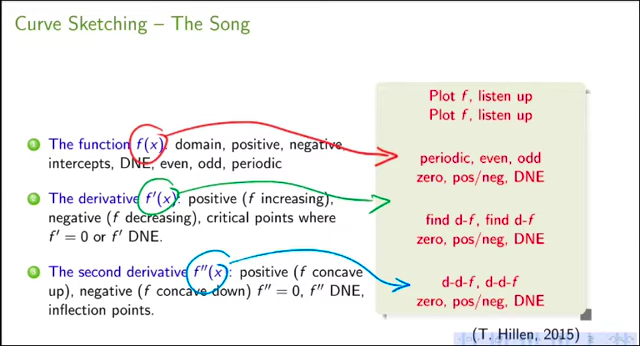 Curve Sketching – The Song
1 The function f(x): domain, positive, negative,
intercepts, DNE, even, odd, periodic
2 The derivative f′(x): positive (f increasing),
negative (f decreasing), critical points where
f′ = 0 or f′ DNE.
3 The second derivative f″(x): positive (f concave
up), negative (f concave down) f″ = 0, f″ DNE,
inflection points.
Plot f, listen up
Plot f, listen up
periodic, even, odd
zero, pos/neg, DNE
find d-f, find d-f
zero, pos/neg, DNE
d-d-f, d-d-f
zero, pos/neg, DNE
(T. Hillen, 2015)